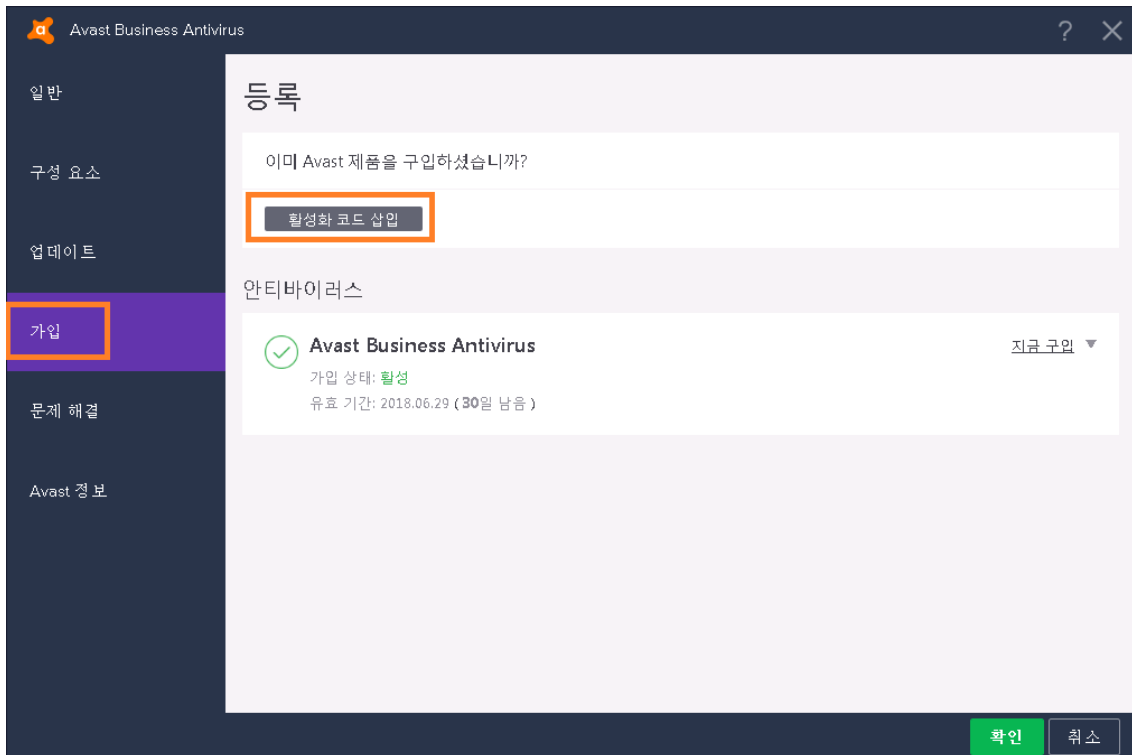 Avast Business Antivirus
?
일반
구성 요소
업데이트
가입
문제 해결
Avast 정보
등록
이미 Avast 제품을 구입하셨습니까?
활성화 코드 삽입
안티바이러스
Avast Business Antivirus
지금 구입
가입 상태: 활성
유효 기간: 2018.06.29 ( 30일 남음 )
확인
취소